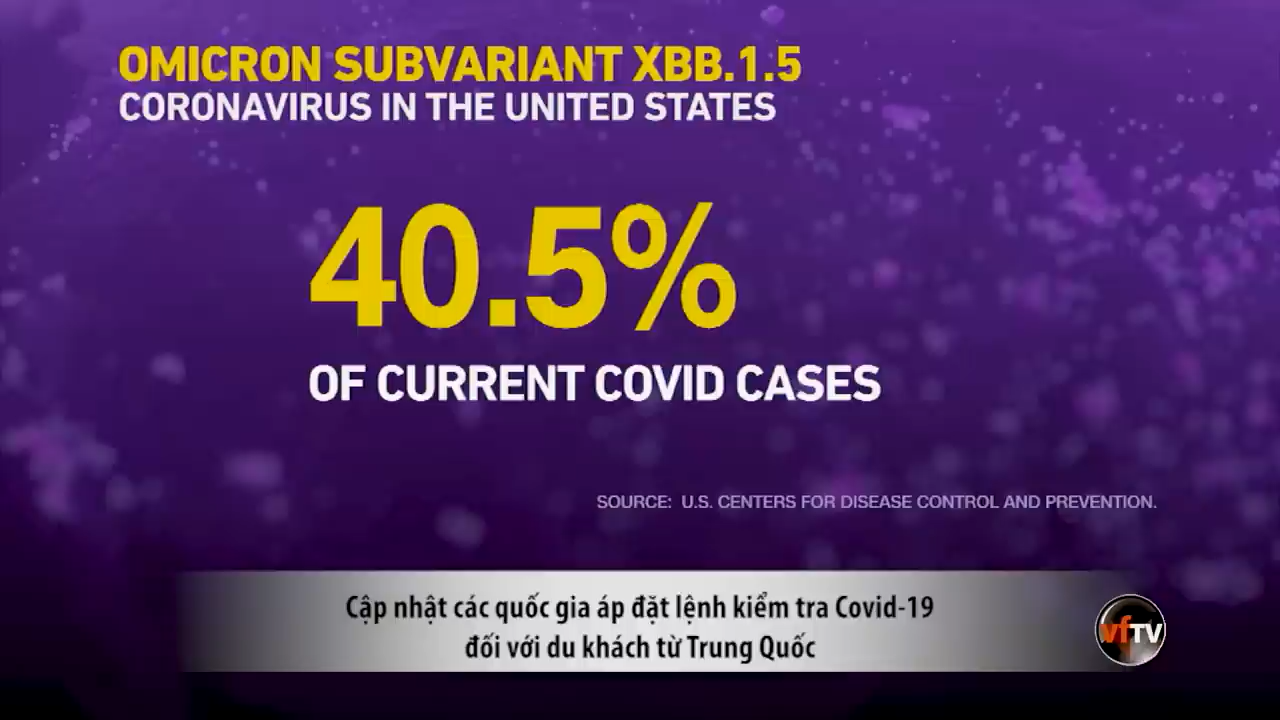 OMICRON SUBVARIANT XBB.1.5
CORONAVIRUS IN THE UNITED STATES
40.5%
OF CURRENT COVID CASES
SOURCE: U.S. CENTERS FOR DISEASE CONTROL AND PREVENTION.
Cập nhật các quốc gia áp đặt lệnh kiểm tra Covid-19
đối với du khách từ Trung Quốc
vfTV